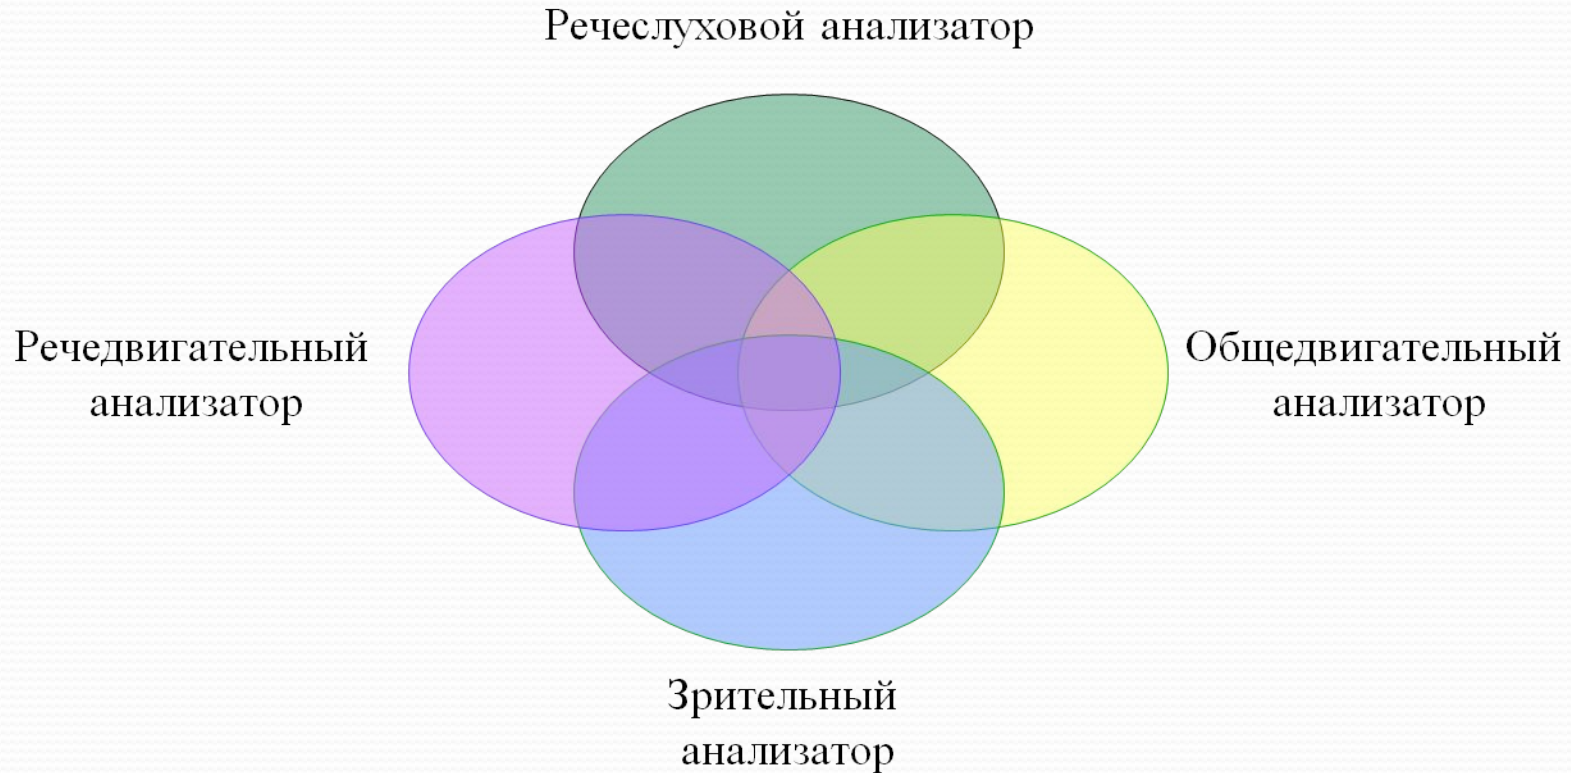 Речеслуховой анализатор
Речедвигательный
анализатор
Общедвигательный
анализатор
Зрительный
анализатор